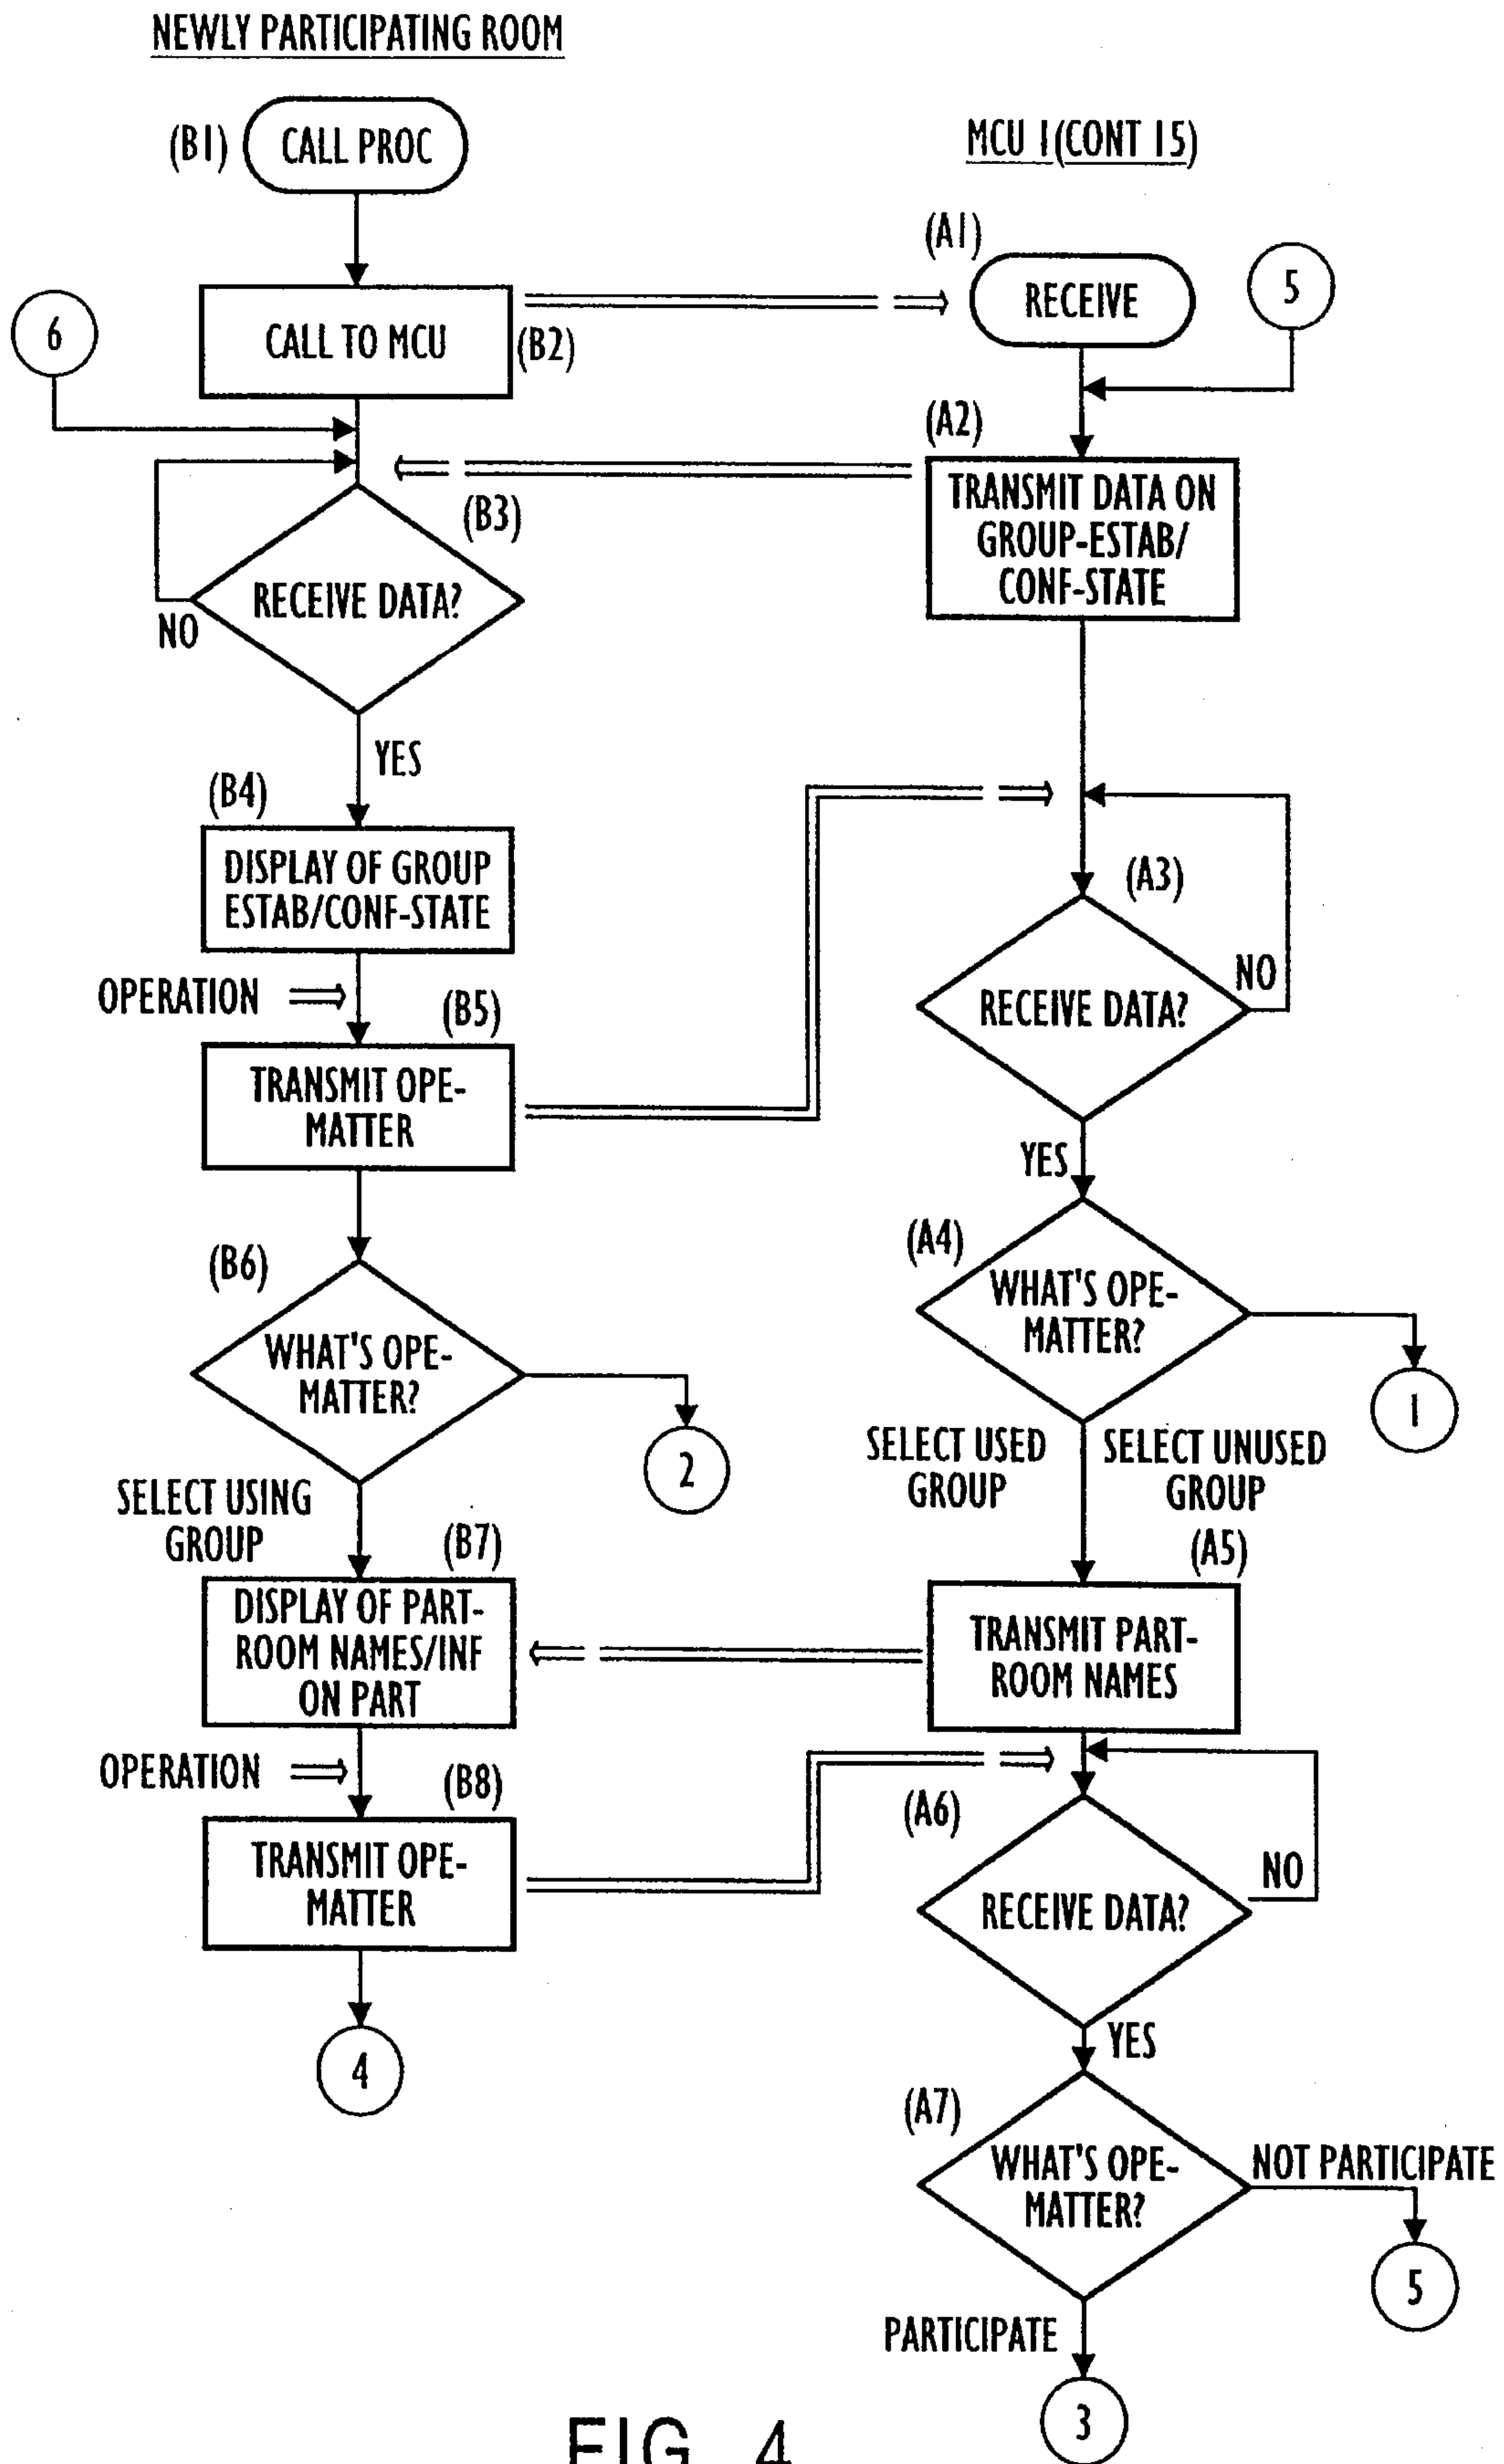 NEWLY PARTICIPATING ROOM
(B1)
CALL PROC
CALL TO MCU
(B2)
6
(B3)
RECEIVE DATA?
NO
YES
(B4)
DISPLAY OF GROUP
ESTAB/CONF-STATE
OPERATION
(B5)
TRANSMIT OPE-
MATTER
(B6)
WHAT'S OPE-
MATTER?
2
SELECT USING
GROUP
(B7)
DISPLAY OF PART-
ROOM NAMES/INF
ON PART
OPERATION
(B8)
TRANSMIT OPE-
MATTER
4
MCU 1(CONT 15)
(A1)
RECEIVE
5
(A2)
TRANSMIT DATA ON
GROUP-ESTAB/
CONF-STATE
(A3)
RECEIVE DATA?
NO
YES
(A4)
WHAT'S OPE-
MATTER?
1
SELECT USED
GROUP
SELECT UNUSED
GROUP
(A5)
TRANSMIT PART-
ROOM NAMES
(A6)
RECEIVE DATA?
NO
YES
(A7)
WHAT'S OPE-
MATTER?
NOT PARTICIPATE
5
PARTICIPATE
3
FIG. 4